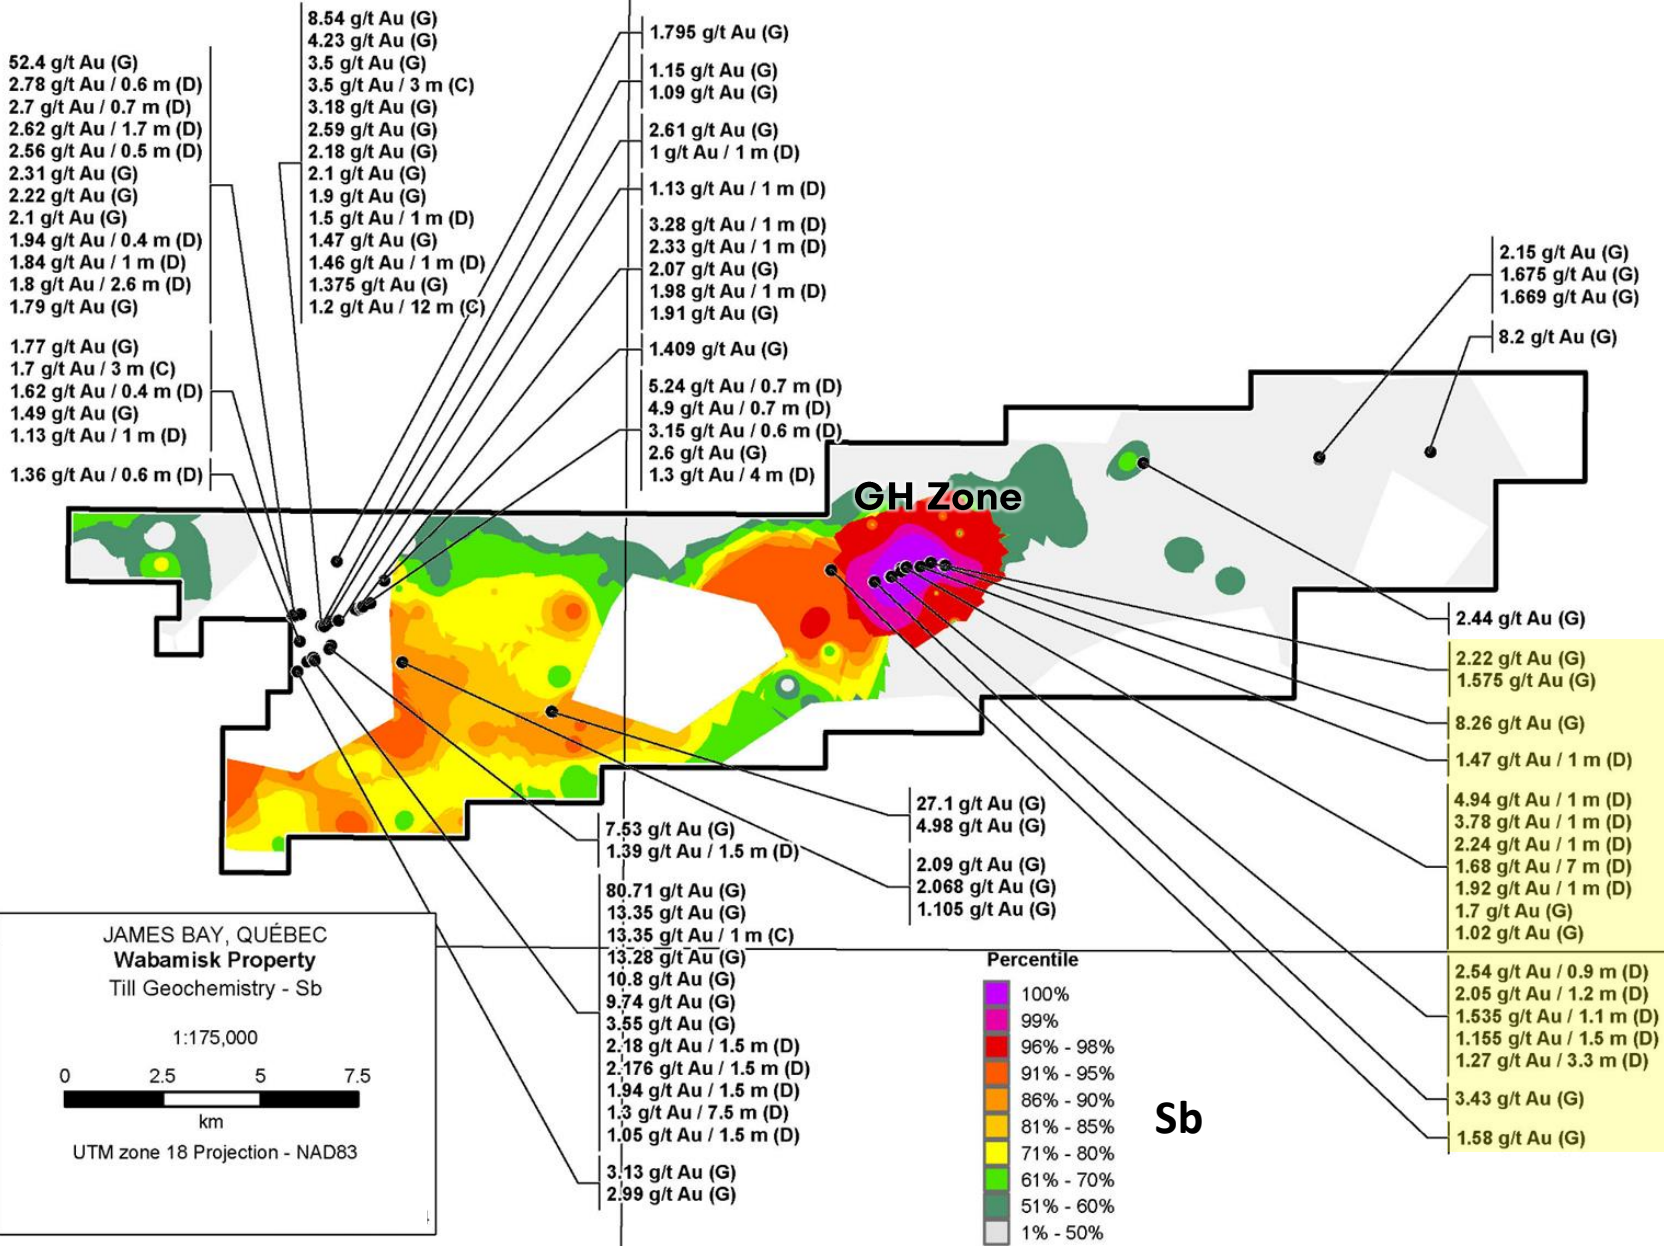 52.4 g/t Au (G)
2.78 g/t Au / 0.6 m (D)
2.7 g/t Au / 0.7 m (D)
2.62 g/t Au / 1.7 m (D)
2.56 g/t Au / 0.5 m (D)
2.31 g/t Au (G)
2.22 g/t Au (G)
2.1 g/t Au (G)
1.94 g/t Au / 0.4 m (D)
1.84 g/t Au / 1 m (D)
1.8 g/t Au / 2.6 m (D)
1.79 g/t Au (G)
1.77 g/t Au (G)
1.7 g/t Au / 3 m (C)
1.62 g/t Au / 0.4 m (D)
1.49 g/t Au (G)
1.13 g/t Au / 1 m (D)
1.36 g/t Au / 0.6 m (D)
8.54 g/t Au (G)
4.23 g/t Au (G)
3.5 g/t Au (G)
3.5 g/t Au / 3 m (C)
3.18 g/t Au (G)
2.59 g/t Au (G)
2.18 g/t Au (G)
2.1 g/t Au (G)
1.9 g/t Au (G)
1.5 g/t Au / 1 m (D)
1.47 g/t Au (G)
1.46 g/t Au / 1 m (D)
1.375 g/t Au (G)
1.2 g/t Au / 12 m (C)
1.795 g/t Au (G)
1.15 g/t Au (G)
1.09 g/t Au (G)
2.61 g/t Au (G)
1 g/t Au / 1 m (D)
1.13 g/t Au / 1 m (D)
3.28 g/t Au / 1 m (D)
2.33 g/t Au / 1 m (D)
2.07 g/t Au (G)
1.98 g/t Au / 1 m (D)
1.91 g/t Au (G)
1.409 g/t Au (G)
5.24 g/t Au / 0.7 m (D)
4.9 g/t Au / 0.7 m (D)
3.15 g/t Au / 0.6 m (D)
2.6 g/t Au (G)
1.3 g/t Au / 4 m (D)
2.15 g/t Au (G)
1.675 g/t Au (G)
1.669 g/t Au (G)
8.2 g/t Au (G)
GH Zone
2.44 g/t Au (G)
2.22 g/t Au (G)
1.575 g/t Au (G)
8.26 g/t Au (G)
1.47 g/t Au / 1 m (D)
4.94 g/t Au / 1 m (D)
3.78 g/t Au / 1 m (D)
2.24 g/t Au / 1 m (D)
1.68 g/t Au / 7 m (D)
1.92 g/t Au / 1 m (D)
1.7 g/t Au (G)
1.02 g/t Au (G)
2.54 g/t Au / 0.9 m (D)
2.05 g/t Au / 1.2 m (D)
1.535 g/t Au / 1.1 m (D)
1.155 g/t Au / 1.5 m (D)
1.27 g/t Au / 3.3 m (D)
3.43 g/t Au (G)
1.58 g/t Au (G)
27.1 g/t Au (G)
4.98 g/t Au (G)
2.09 g/t Au (G)
2.068 g/t Au (G)
1.105 g/t Au (G)
7.53 g/t Au (G)
1.39 g/t Au / 1.5 m (D)
80.71 g/t Au (G)
13.35 g/t Au (G)
13.35 g/t Au / 1 m (C)
13.28 g/t Au (G)
10.8 g/t Au (G)
9.74 g/t Au (G)
3.55 g/t Au (G)
2.18 g/t Au / 1.5 m (D)
2.176 g/t Au / 1.5 m (D)
1.94 g/t Au / 1.5 m (D)
1.3 g/t Au / 7.5 m (D)
1.05 g/t Au / 1.5 m (D)
3.13 g/t Au (G)
2.99 g/t Au (G)
JAMES BAY, QUÉBEC
Wabamisk Property
Till Geochemistry - Sb
1:175,000
0 2.5 5 7.5
km
UTM zone 18 Projection - NAD83
Percentile
100%
99%
96% - 98%
91% - 95%
86% - 90%
81% - 85%
71% - 80%
61% - 70%
51% - 60%
1% - 50%
Sb